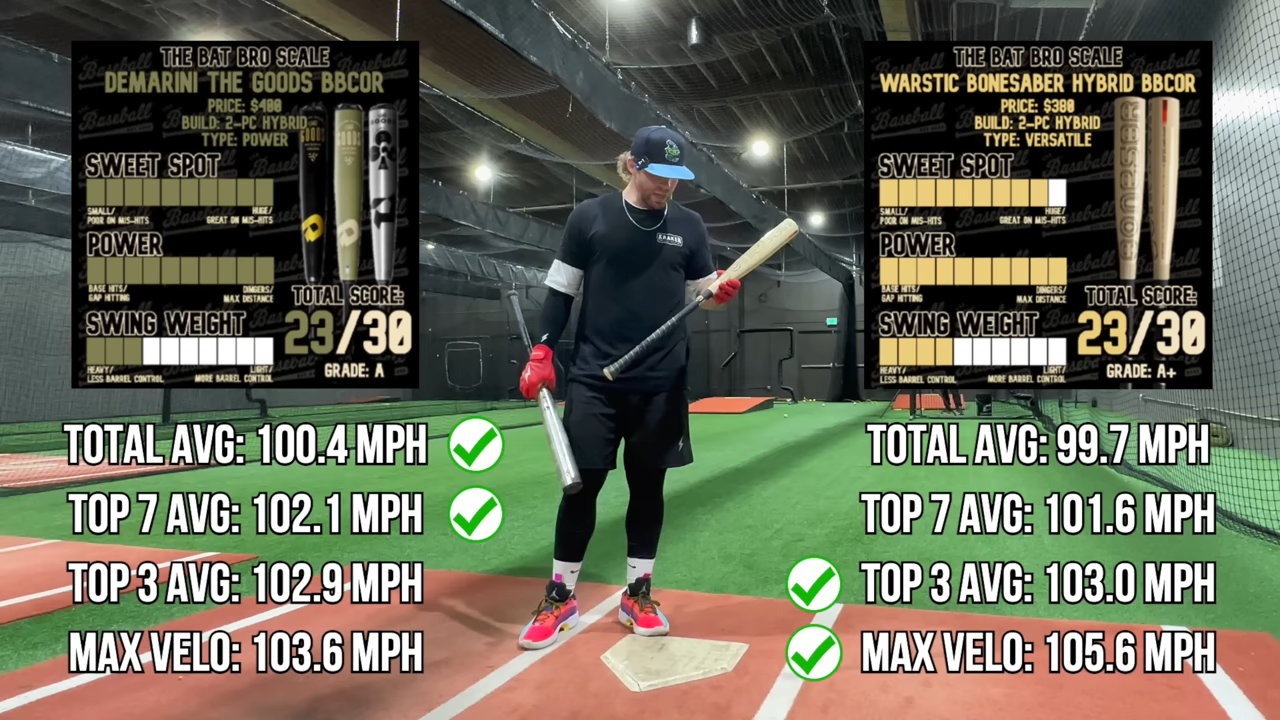 THE BAT BRO SCALE
DEMARINI THE GOODS BBCOR
PRICE: $400
BUILD: 2-PC HYBRID
TYPE: POWER
SWEET SPOT
SMALL/
POOR ON MIS-HITS
HUGE/
GREAT ON MIS-HITS
POWER
BASE HITS/
GAP HITTING
DINGERS/
MAX DISTANCE
SWING WEIGHT
HEAVY/
LESS BARREL CONTROL
LIGHT/
MORE BARREL CONTROL
TOTAL SCORE:
23/30
GRADE: A
TOTAL AVG: 100.4 MPH
TOP 7 AVG: 102.1 MPH
TOP 3 AVG: 102.9 MPH
MAX VELO: 103.6 MPH
THE BAT BRO SCALE
WARSTIC BONESABER HYBRID BBCOR
PRICE: $380
BUILD: 2-PC HYBRID
TYPE: VERSATILE
SWEET SPOT
SMALL/
POOR ON MIS-HITS
HUGE/
GREAT ON MIS-HITS
POWER
BASE HITS/
GAP HITTING
DINGERS/
MAX DISTANCE
SWING WEIGHT
HEAVY/
LESS BARREL CONTROL
LIGHT/
MORE BARREL CONTROL
TOTAL SCORE:
23/30
GRADE: A+
TOTAL AVG: 99.7 MPH
TOP 7 AVG: 101.6 MPH
TOP 3 AVG: 103.0 MPH
MAX VELO: 105.6 MPH